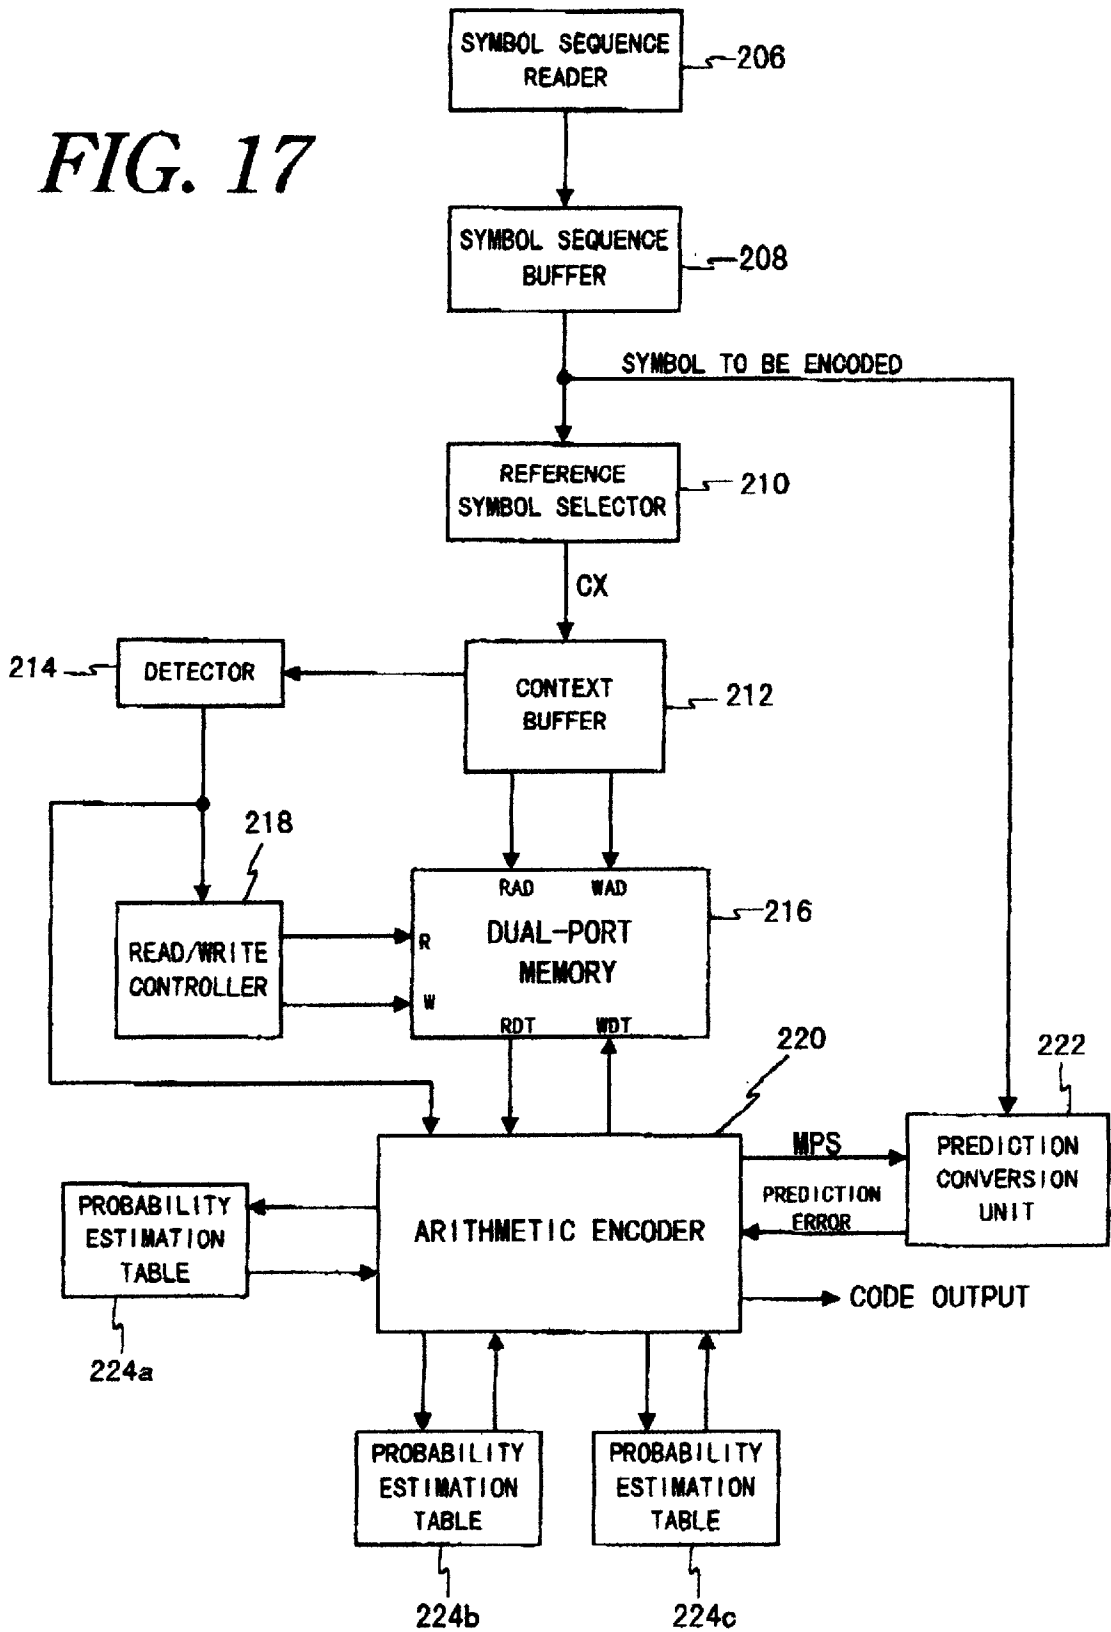 SYMBOL SEQUENCE
READER
206
FIG. 17
SYMBOL SEQUENCE
BUFFER
208
SYMBOL TO BE ENCODED
REFERENCE
SYMBOL SELECTOR
210
CX
214
DETECTOR
CONTEXT
BUFFER
212
218
RAD WAD
216
READ/WRITE
CONTROLLER
R
DUAL-PORT
MEMORY
W
RDT WDT
220
222
MPS
PREDICTION
CONVERSION
UNIT
PROBABILITY
ESTIMATION
TABLE
ARITHMETIC ENCODER
PREDICTION
ERROR
CODE OUTPUT
224a
PROBABILITY
ESTIMATION
TABLE
PROBABILITY
ESTIMATION
TABLE
224b
224c